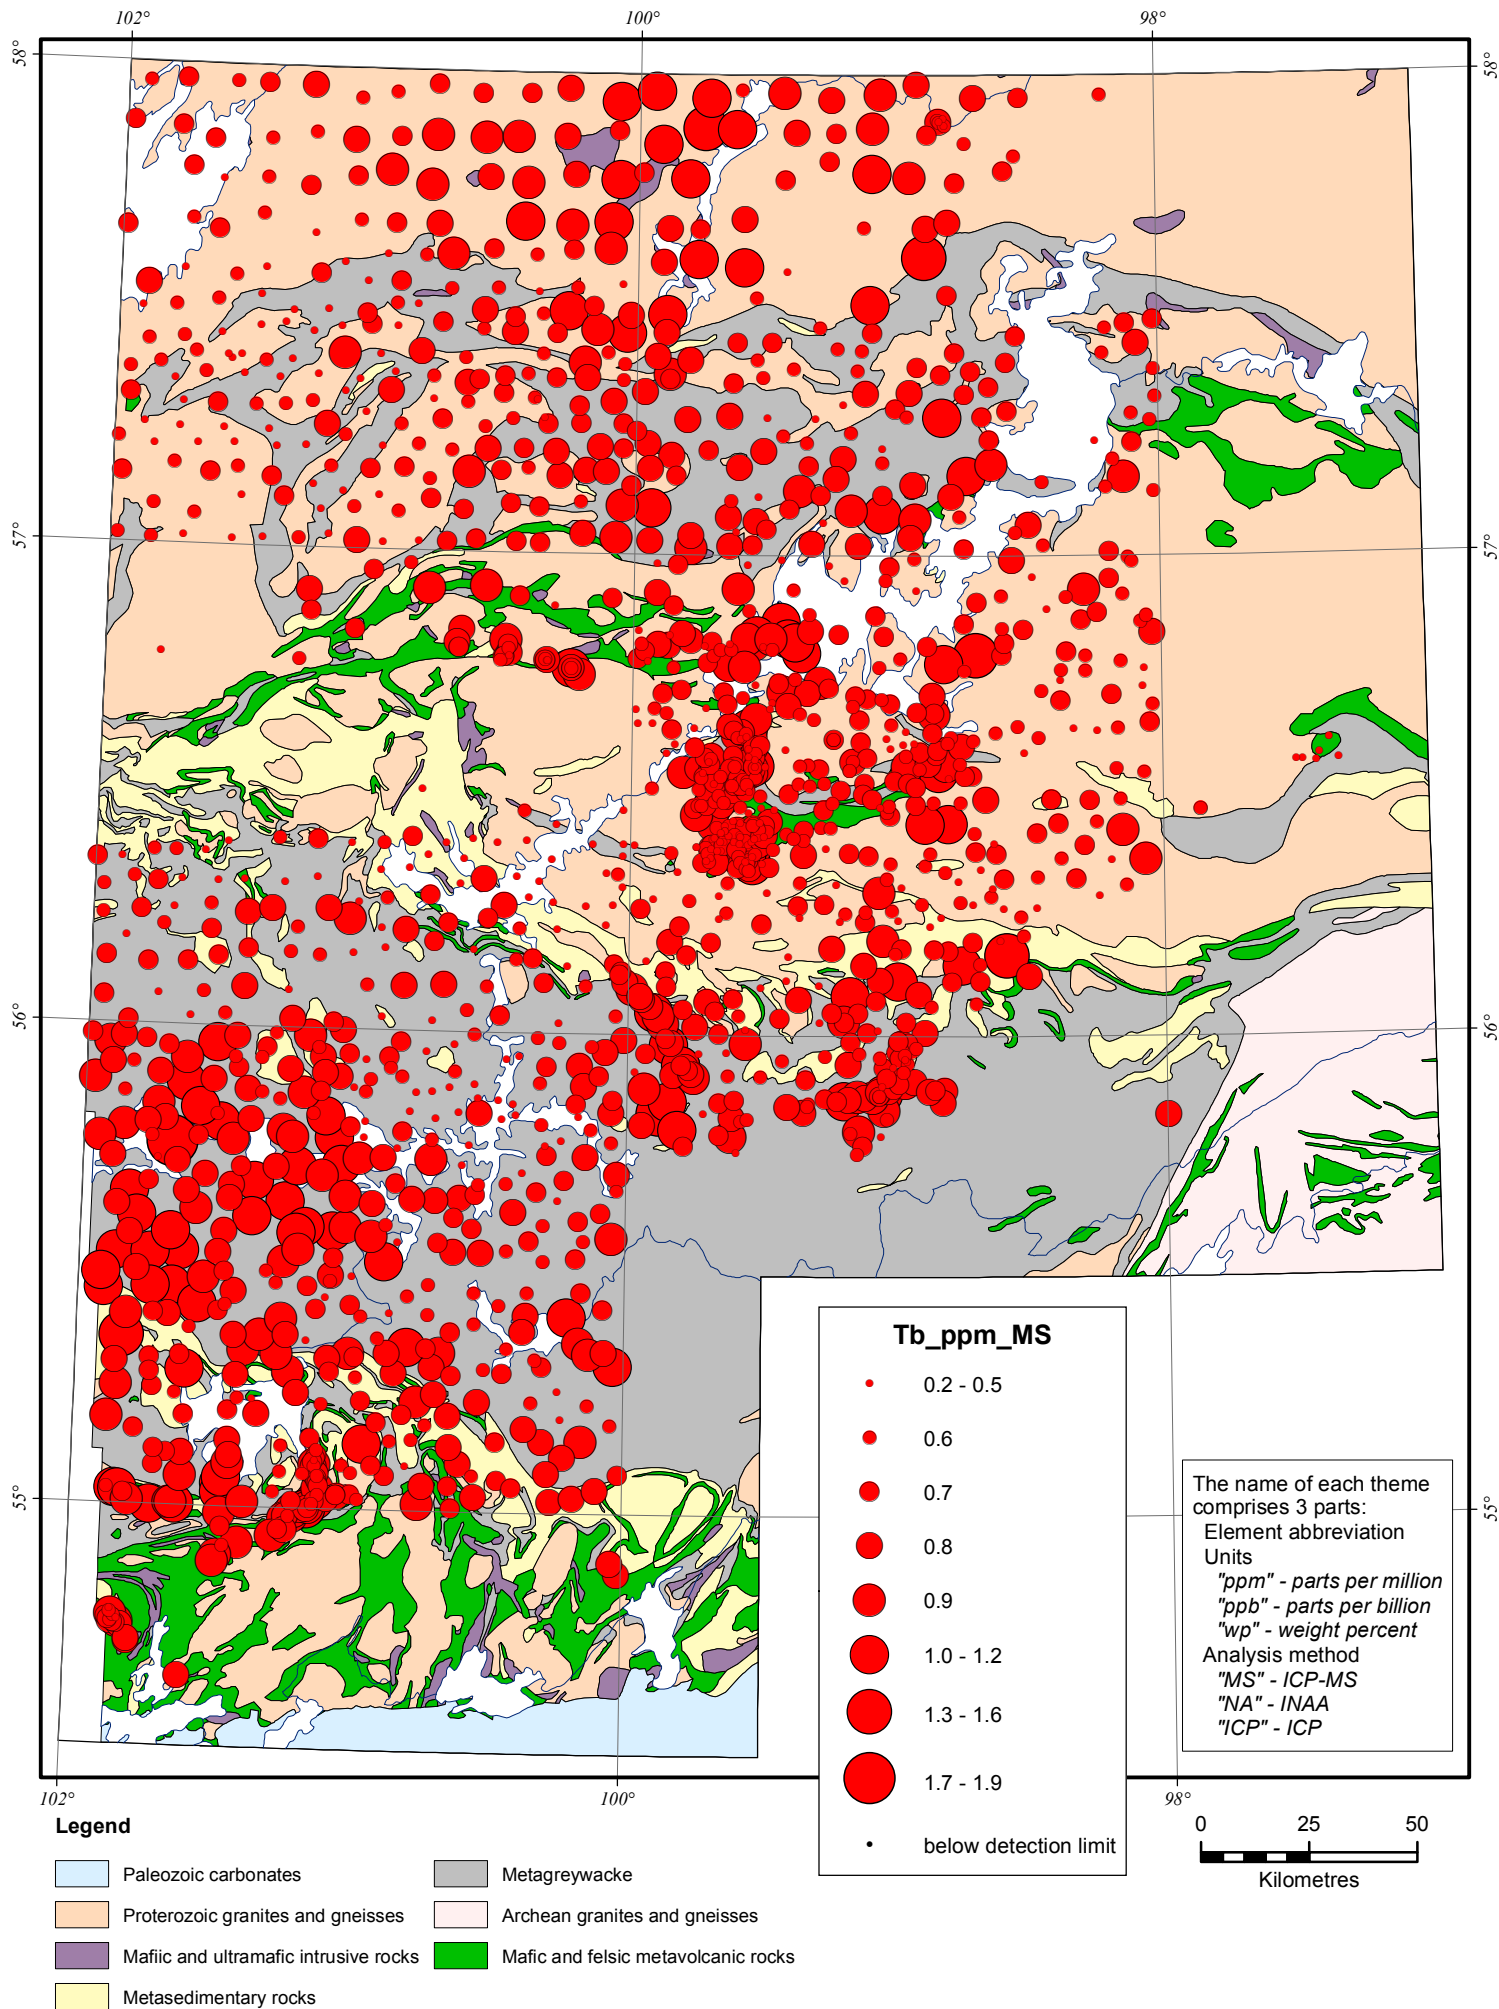 102°
100°
98°
58°
58°
57°
57°
56°
56°
55°
55°
Tb_ppm_MS
0.2 - 0.5
0.6
0.7
0.8
0.9
1.0 - 1.2
1.3 - 1.6
1.7 - 1.9
below detection limit
The name of each theme
comprises 3 parts:
Element abbreviation
Units
"ppm" - parts per million
"ppb" - parts per billion
"wp" - weight percent
Analysis method
"MS" - ICP-MS
"NA" - INAA
"ICP" - ICP
102°
100°
98°
Legend
Paleozoic carbonates
Proterozoic granites and gneisses
Mafiic and ultramafic intrusive rocks
Metasedimentary rocks
Metagreywacke
Archean granites and gneisses
Mafic and felsic metavolcanic rocks
0 25 50
Kilometres